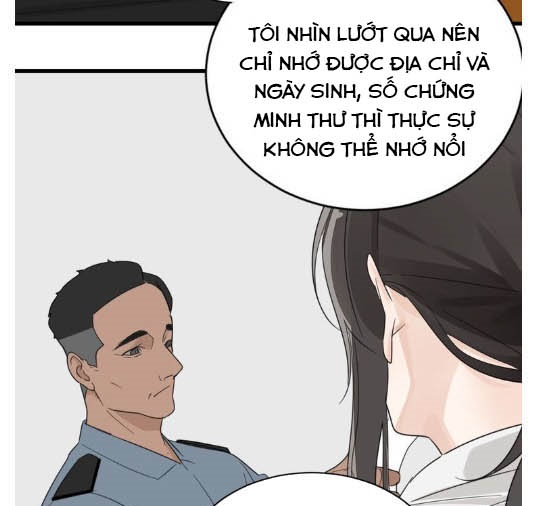 TÔI NHÌN LƯỚT QUA NÊN
CHỈ NHỚ ĐƯỢC ĐỊA CHỈ VÀ
NGÀY SINH, SỐ CHỨNG
MINH THƯ THÌ THỰC SỰ
KHÔNG THỂ NHỚ NỔI